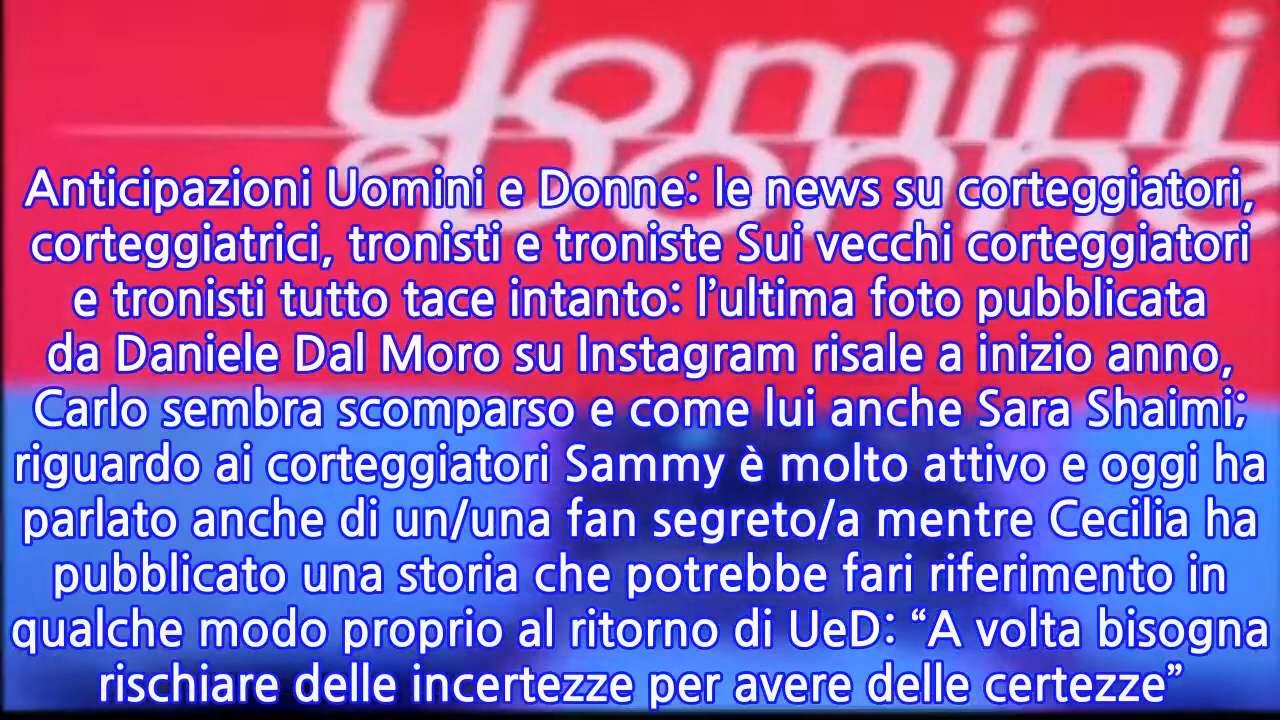 Uomini
e Donne
Anticipazioni Uomini e Donne: le news su corteggiatori,
corteggiatrici, tronisti e troniste Sui vecchi corteggiatori
e tronisti tutto tace intanto: l’ultima foto pubblicata
da Daniele Dal Moro su Instagram risale a inizio anno,
Carlo sembra scomparso e come lui anche Sara Shaimi;
riguardo ai corteggiatori Sammy è molto attivo e oggi ha
parlato anche di un/una fan segreto/a mentre Cecilia ha
pubblicato una storia che potrebbe fari riferimento in
qualche modo proprio al ritorno di UeD: “A volta bisogna
rischiare delle incertezze per avere delle certezze”